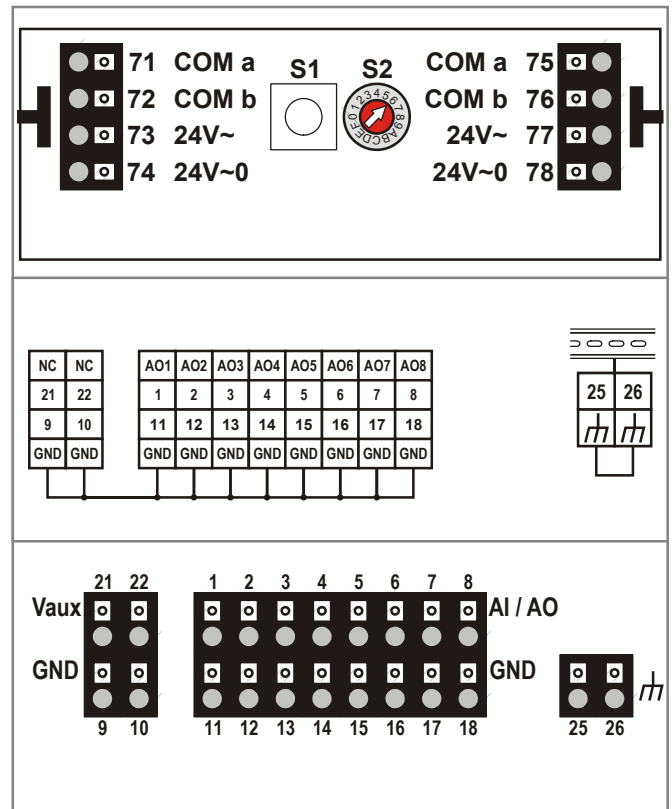 71 COM a S1 S2 COM a 75
72 COM b COM b 76
73 24V~ 24V~ 77
74 24V~0 24V~0 78
0123456789ABCDEF
NC NC AO1 AO2 AO3 AO4 AO5 AO6 AO7 AO8
21 22 1 2 3 4 5 6 7 8 25 26
9 10 11 12 13 14 15 16 17 18
GND GND GND GND GND GND GND GND GND GND
21 22 1 2 3 4 5 6 7 8
Vaux AI / AO
GND GND
9 10 11 12 13 14 15 16 17 18 25 26